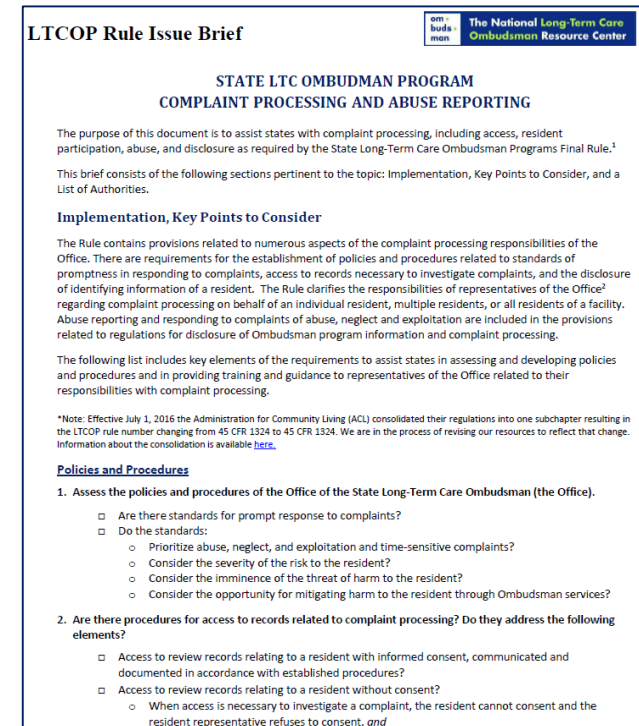 LTCOP Rule Issue Brief
om •
buds •
man
The National Long-Term Care
Ombudsman Resource Center
STATE LTC OMBUDMAN PROGRAM
COMPLAINT PROCESSING AND ABUSE REPORTING
The purpose of this document is to assist states with complaint processing, including access, resident
participation, abuse, and disclosure as required by the State Long-Term Care Ombudsman Programs Final Rule.¹
This brief consists of the following sections pertinent to the topic: Implementation, Key Points to Consider, and a
List of Authorities.
Implementation, Key Points to Consider
The Rule contains provisions related to numerous aspects of the complaint processing responsibilities of the
Office. There are requirements for the establishment of policies and procedures related to standards of
promptness in responding to complaints, access to records necessary to investigate complaints, and the disclosure
of identifying information of a resident. The Rule clarifies the responsibilities of representatives of the Office²
regarding complaint processing on behalf of an individual resident, multiple residents, or all residents of a facility.
Abuse reporting and responding to complaints of abuse, neglect and exploitation are included in the provisions
related to regulations for disclosure of Ombudsman program information and complaint processing.
The following list includes key elements of the requirements to assist states in assessing and developing policies
and procedures and in providing training and guidance to representatives of the Office related to their
responsibilities with complaint processing.
*Note: Effective July 1, 2016 the Administration for Community Living (ACL) consolidated their regulations into one subchapter resulting in
the LTCOP rule number changing from 45 CFR 1324 to 45 CFR 1324. We are in the process of revising our resources to reflect that change.
Information about the consolidation is available here.
Policies and Procedures
1. Assess the policies and procedures of the Office of the State Long-Term Care Ombudsman (the Office).
□ Are there standards for prompt response to complaints?
□ Do the standards:
○ Prioritize abuse, neglect, and exploitation and time-sensitive complaints?
○ Consider the severity of the risk to the resident?
○ Consider the imminence of the threat of harm to the resident?
○ Consider the opportunity for mitigating harm to the resident through Ombudsman services?
2. Are there procedures for access to records related to complaint processing? Do they address the following
elements?
□ Access to review records relating to a resident with informed consent, communicated and
documented in accordance with established procedures?
□ Access to review records relating to a resident without consent?
○ When access is necessary to investigate a complaint, the resident cannot consent and the
resident representative refuses to consent, and